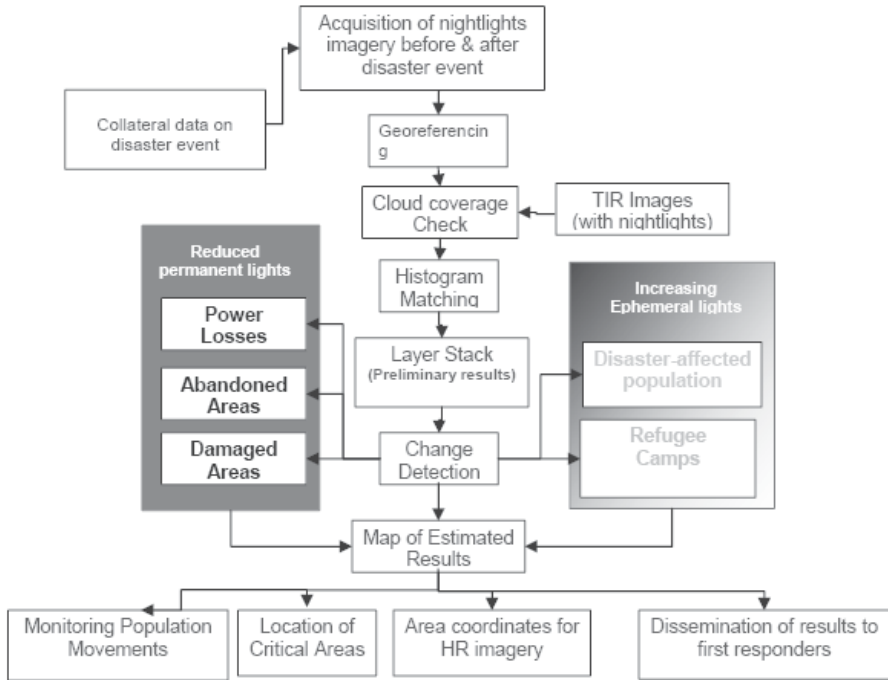 Acquisition of nightlights
imagery before & after
disaster event
Collateral data on
disaster event
Georeferencin
g
Cloud coverage
Check
TIR Images
(with nightlights)
Reduced
permanent lights
Histogram
Matching
Increasing
Ephemeral lights
Power
Losses
Layer Stack
(Preliminary results)
Disaster-affected
population
Abandoned
Areas
Damaged
Areas
Change
Detection
Refugee
Camps
Map of Estimated
Results
Monitoring Population
Movements
Location of
Critical Areas
Area coordinates for
HR imagery
Dissemination of results to
first responders